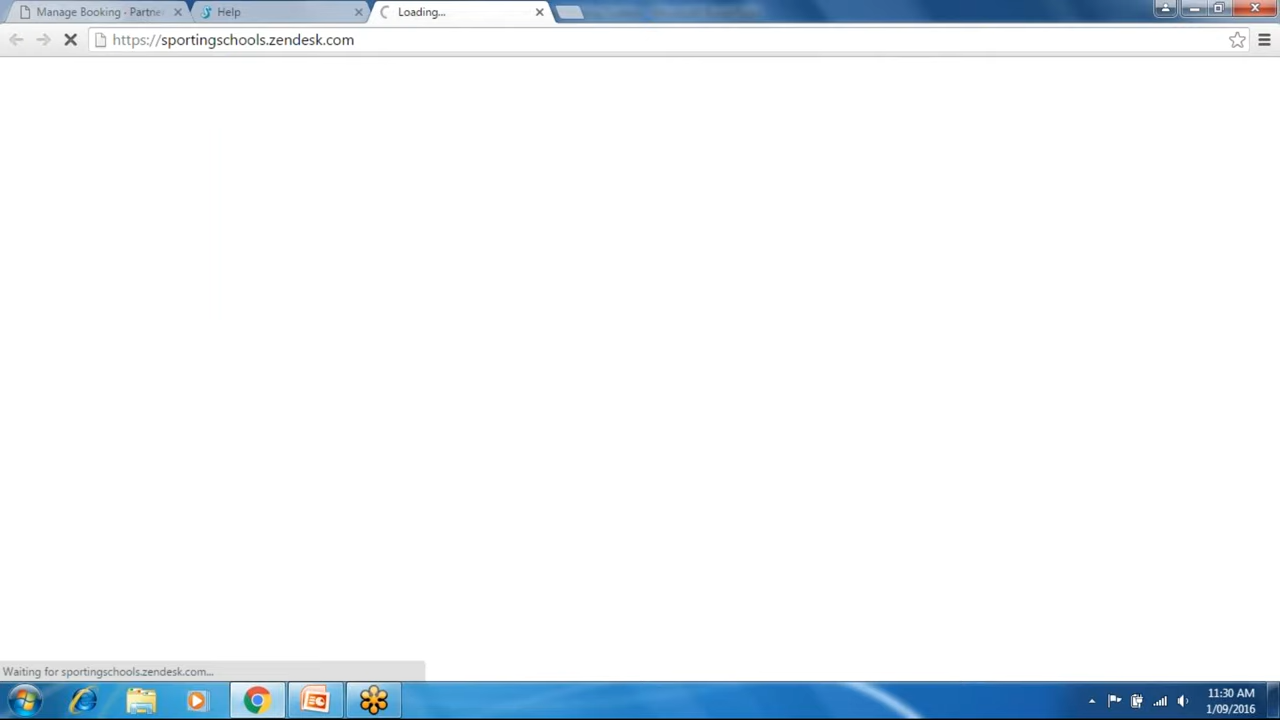 Manage Booking - Partne
Help
Loading...
https://sportingschools.zendesk.com
Waiting for sportingschools.zendesk.com...
11:30 AM
1/09/2016